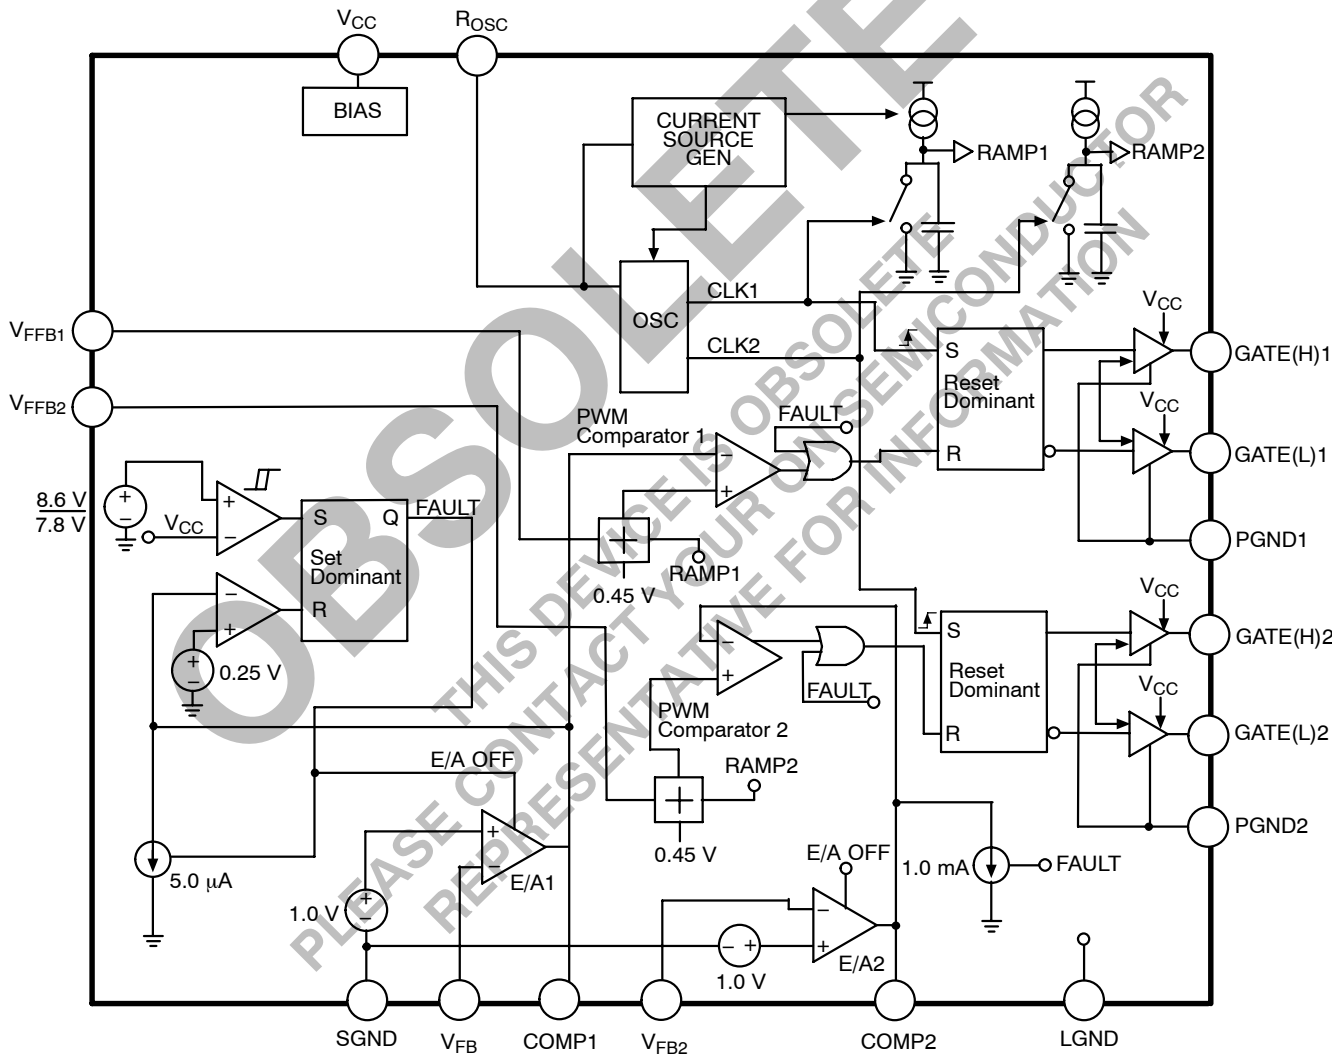 VCC
ROSC
BIAS
CURRENT
SOURCE
GEN
RAMP1
RAMP2
OSC
CLK1
CLK2
VFFB1
VFFB2
S
Reset
Dominant
R
VCC
GATE(H)1
VCC
GATE(L)1
PGND1
PWM
Comparator 1
FAULT
−
+
+
RAMP1
0.45 V
8.6 V
7.8 V
+
−
VCC
+
−
S
Q
FAULT
Set
Dominant
R
−
+
+
−
0.25 V
PWM
Comparator 2
−
+
FAULT
S
Reset
Dominant
R
VCC
GATE(H)2
VCC
GATE(L)2
PGND2
+
RAMP2
0.45 V
E/A OFF
+
−
E/A1
5.0 µA
1.0 V
+
−
E/A OFF
−
+
E/A2
− +
1.0 V
1.0 mA
FAULT
SGND
VFB
COMP1
VFB2
COMP2
LGND
OBSOLETE
THIS DEVICE IS OBSOLETE
PLEASE CONTACT YOUR ON SEMICONDUCTOR
REPRESENTATIVE FOR INFORMATION